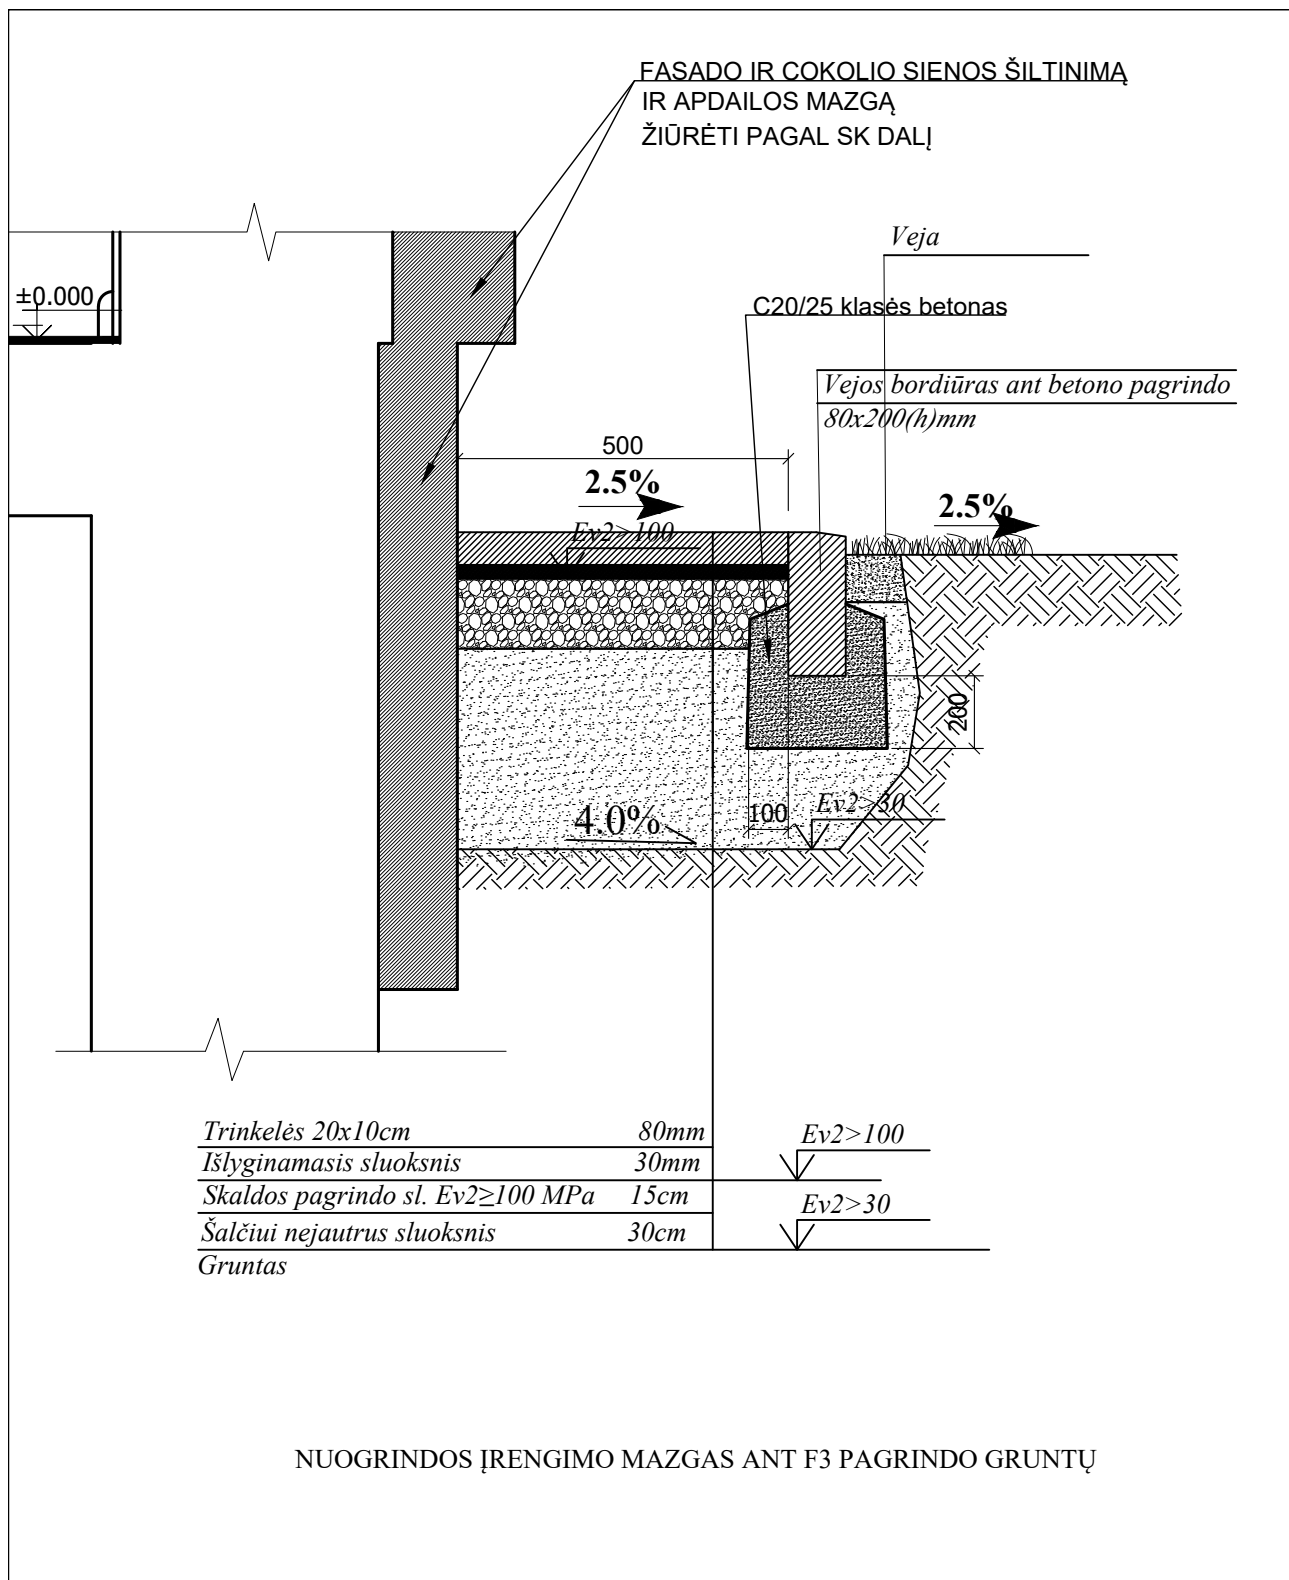 FASADO IR COKOLIO SIENOS ŠILTINIMĄ
IR APDAILOS MAZGĄ
ŽIŪRĖTI PAGAL SK DALĮ
Veja
±0.000
C20/25 klasės betonas
Vejos bordiūras ant betono pagrindo
80x200(h)mm
500
2.5%
2.5%
Ev2>100
200
4.0%
100
Ev2>30
Trinkelės 20x10cm 80mm
Ev2>100
Išlyginamasis sluoksnis 30mm
Skaldos pagrindo sl. Ev2≥100 MPa 15cm
Ev2>30
Šalčiui nejautrus sluoksnis 30cm
Gruntas
NUOGRINDOS ĮRENGIMO MAZGAS ANT F3 PAGRINDO GRUNTŲ